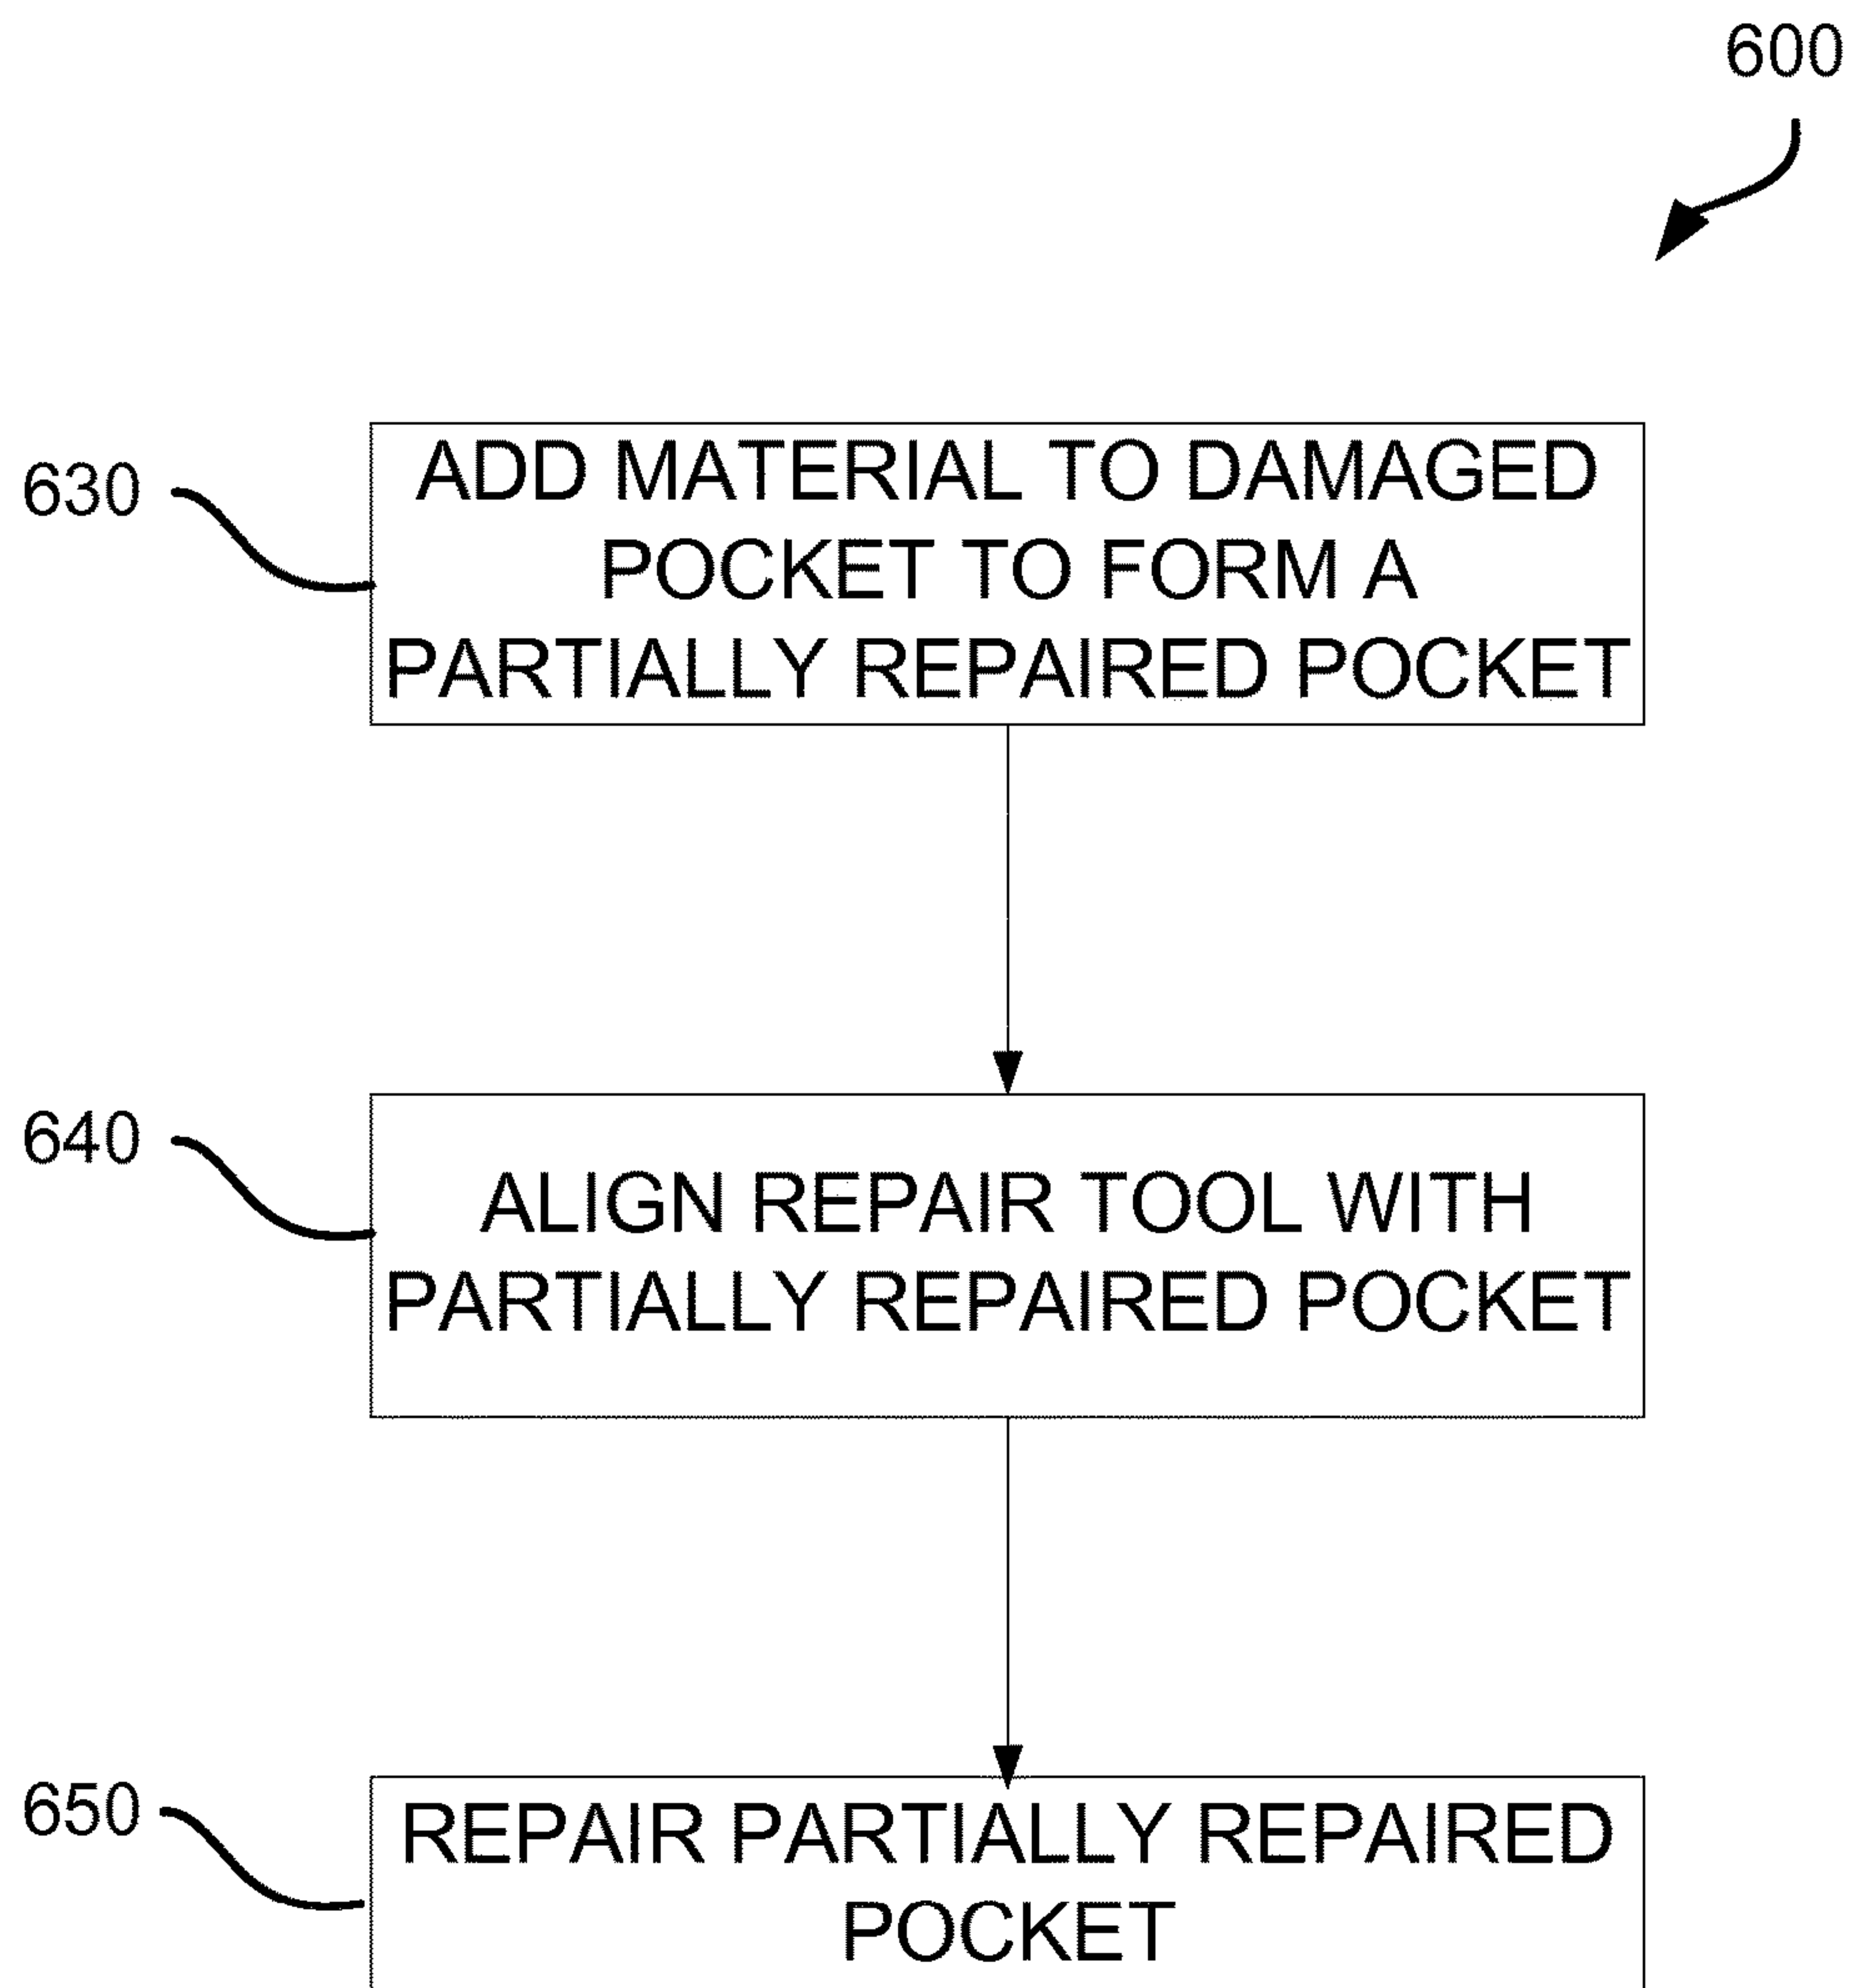 600
630
ADD MATERIAL TO DAMAGED
POCKET TO FORM A
PARTIALLY REPAIRED POCKET
640
ALIGN REPAIR TOOL WITH
PARTIALLY REPAIRED POCKET
650
REPAIR PARTIALLY REPAIRED
POCKET